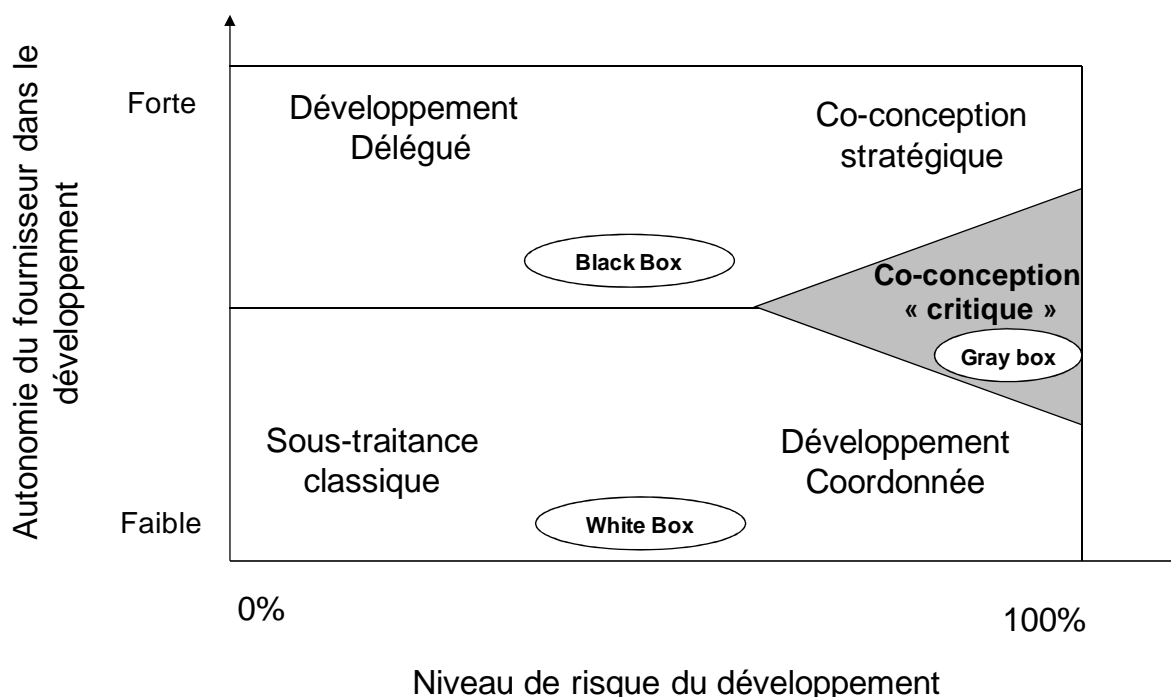 Autonomie du fournisseur dans le
développement
Forte
Faible
Développement
Délégué
Co-conception
stratégique
Black Box
Co-conception
« critique »
Gray box
Sous-traitance
classique
Développement
Coordonnée
White Box
0%
100%
Niveau de risque du développement